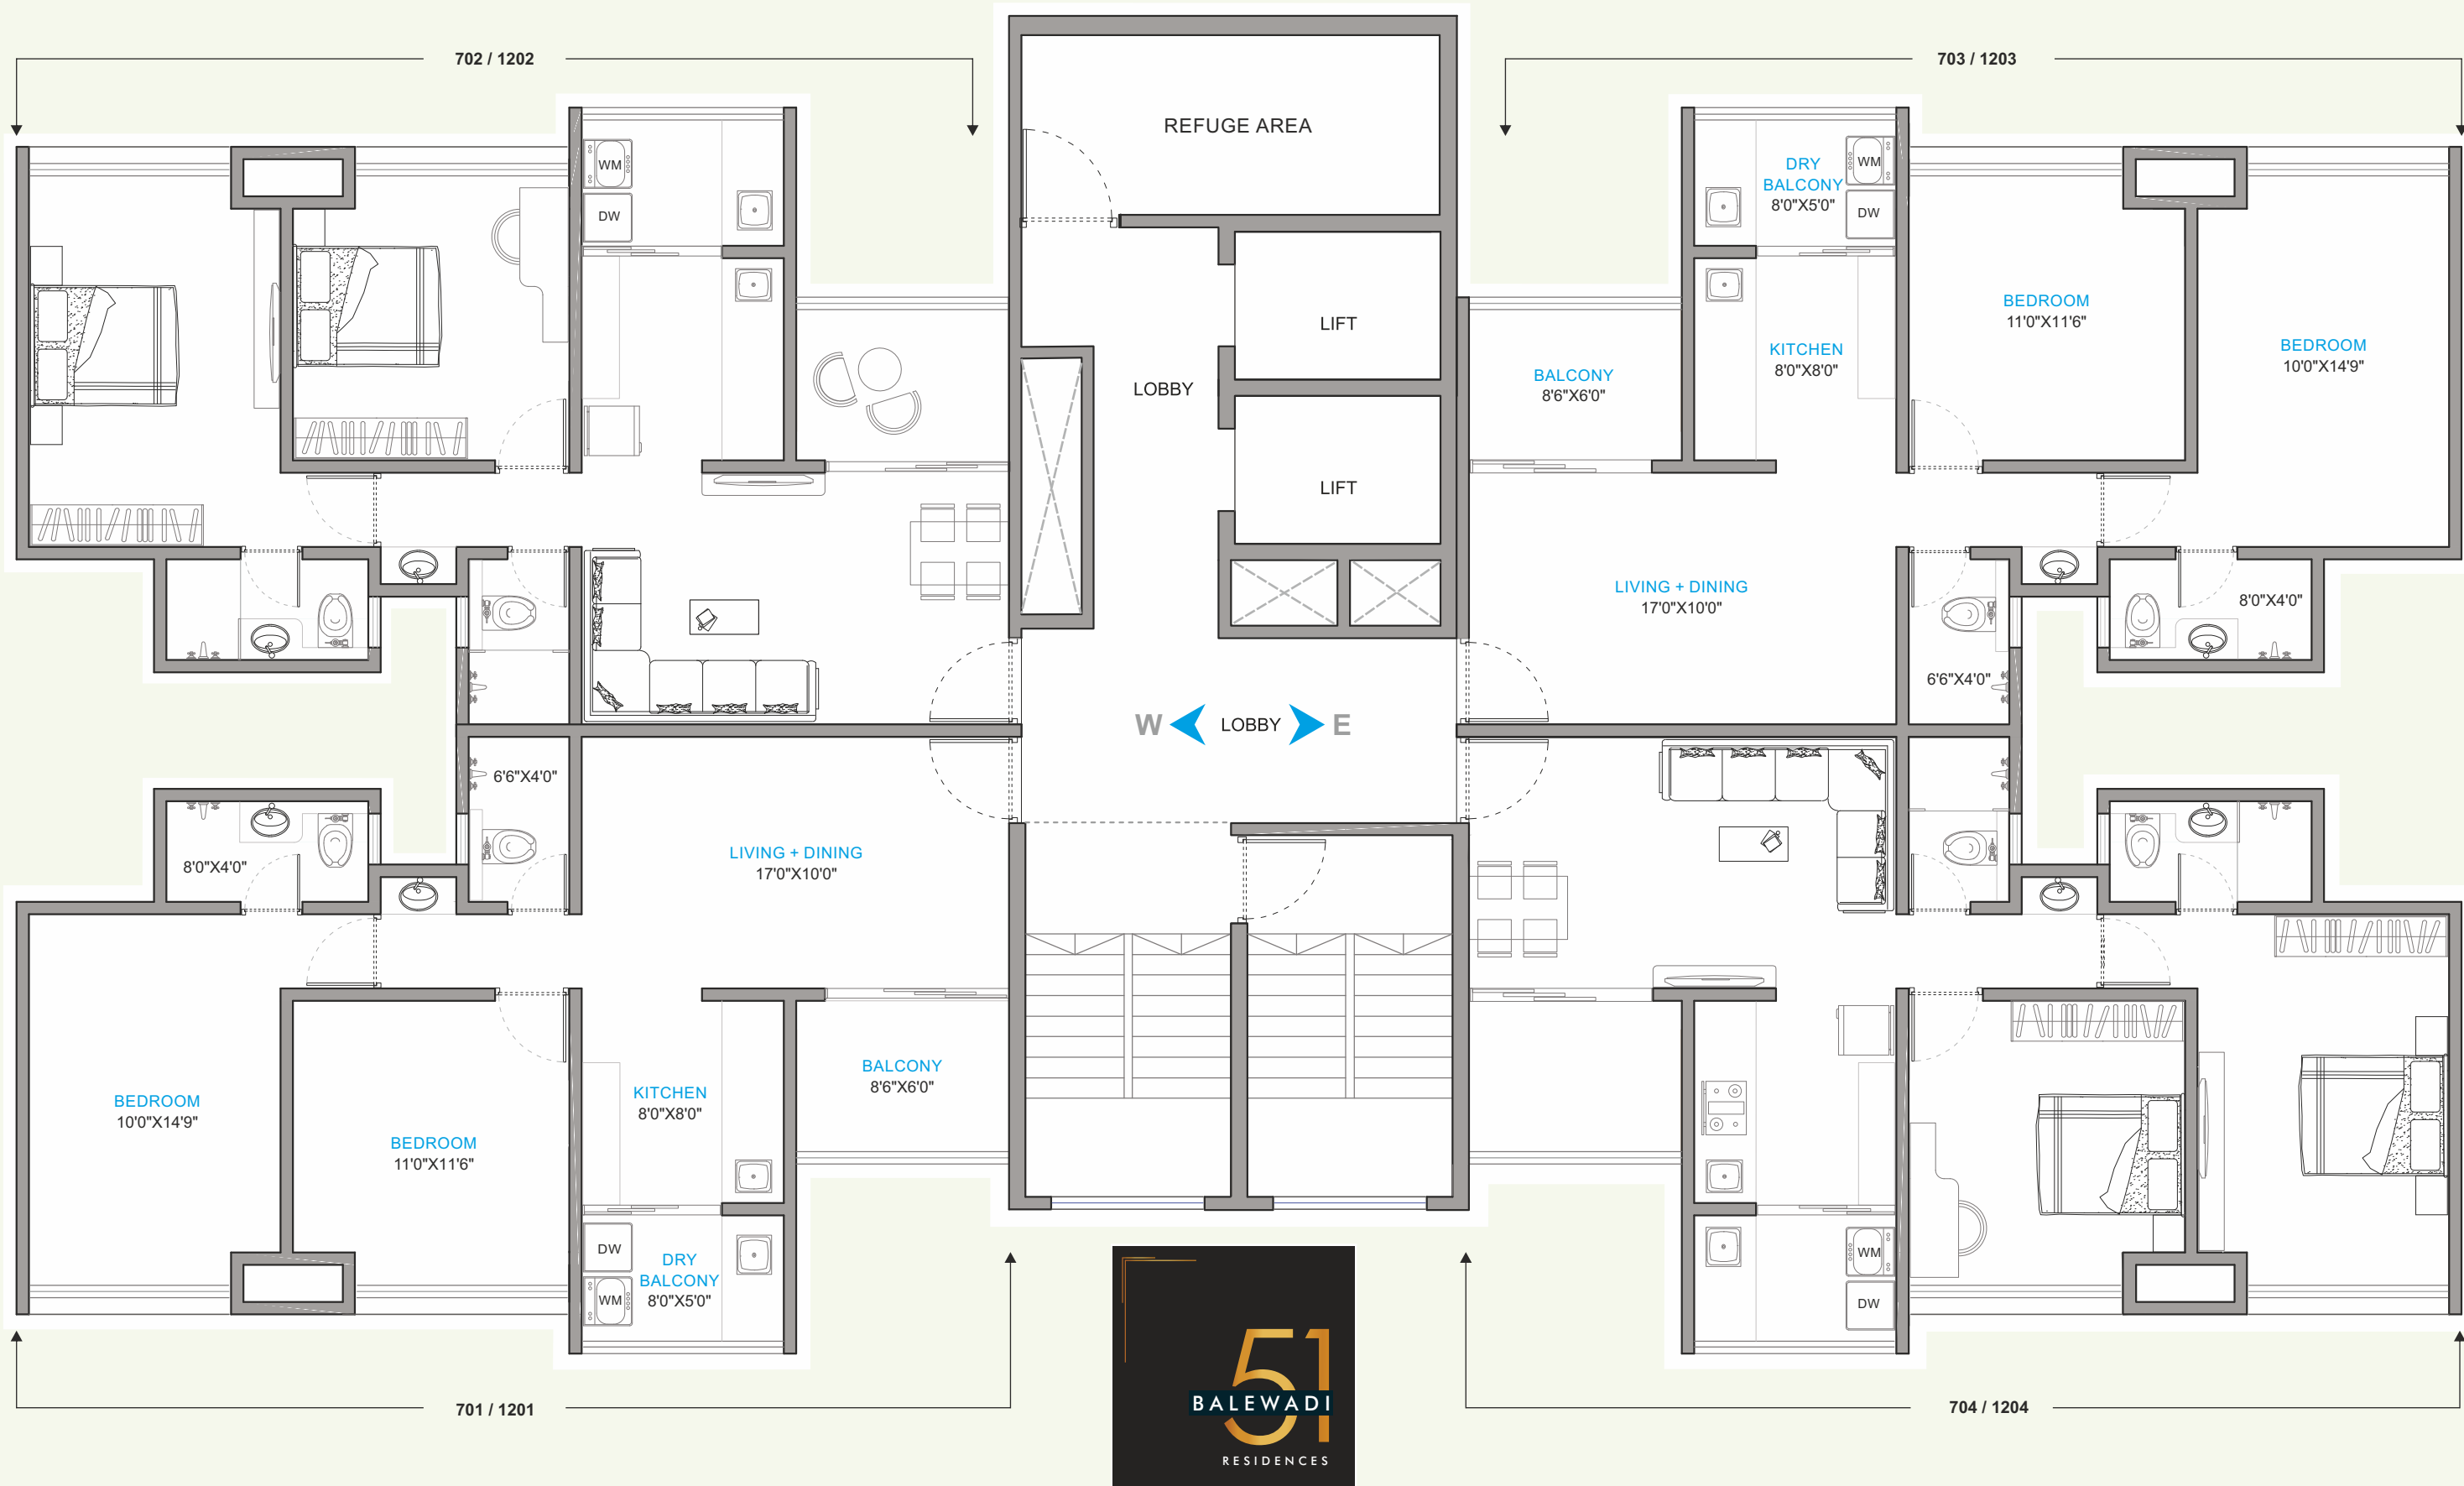 702 / 1202
703 / 1203
REFUGE AREA
WM
DW
DRY
BALCONY
8'0"X5'0"
WM
DW
LIFT
LOBBY
BALCONY
8'6"X6'0"
KITCHEN
8'0"X8'0"
BEDROOM
11'0"X11'6"
BEDROOM
10'0"X14'9"
LIFT
LIVING + DINING
17'0"X10'0"
8'0"X4'0"
6'6"X4'0"
W LOBBY E
6'6"X4'0"
8'0"X4'0"
LIVING + DINING
17'0"X10'0"
BEDROOM
10'0"X14'9"
BEDROOM
11'0"X11'6"
KITCHEN
8'0"X8'0"
BALCONY
8'6"X6'0"
DW
WM
DRY
BALCONY
8'0"X5'0"
WM
DW
701 / 1201
704 / 1204
51
BALEWADI
RESIDENCES